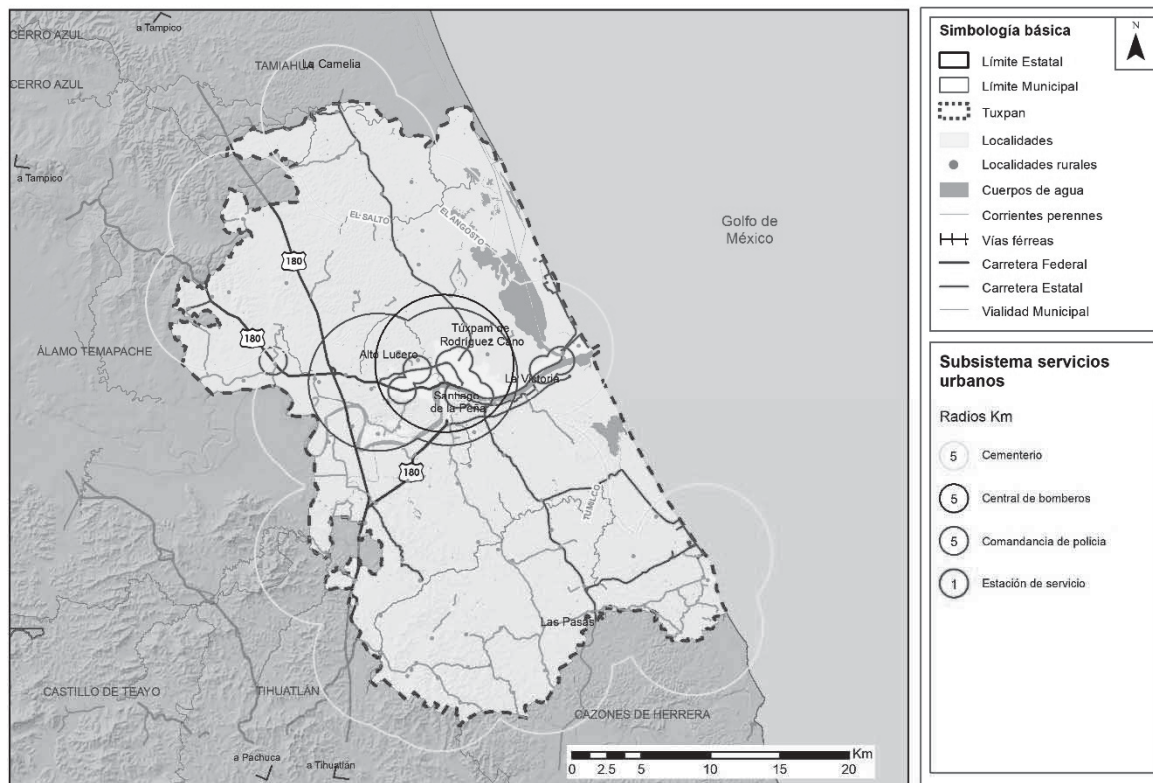 a Tampico
CERRO AZUL
TAMIAHUA
La Camelia
CERRO AZUL
a Tampico
EL SALTO
EL ANGOSTO
Golfo de
México
180
180
Túxpam de
Rodríguez Cano
ÁLAMO TEMAPACHE
Alto Lucero
La Victoria
Santiago
de la Peña
180
TUMILCO
Las Pasas
CASTILLO DE TEAYO
TIHUATLÁN
CAZONES DE HERRERA
a Pachuca
a Tihuatlán
Km
0 2.5 5 10 15 20
Simbología básica
N
Límite Estatal
Límite Municipal
Tuxpan
Localidades
Localidades rurales
Cuerpos de agua
Corrientes perennes
Vías férreas
Carretera Federal
Carretera Estatal
Vialidad Municipal
Subsistema servicios
urbanos
Radios Km
5 Cementerio
5 Central de bomberos
5 Comandancia de policia
1 Estación de servicio